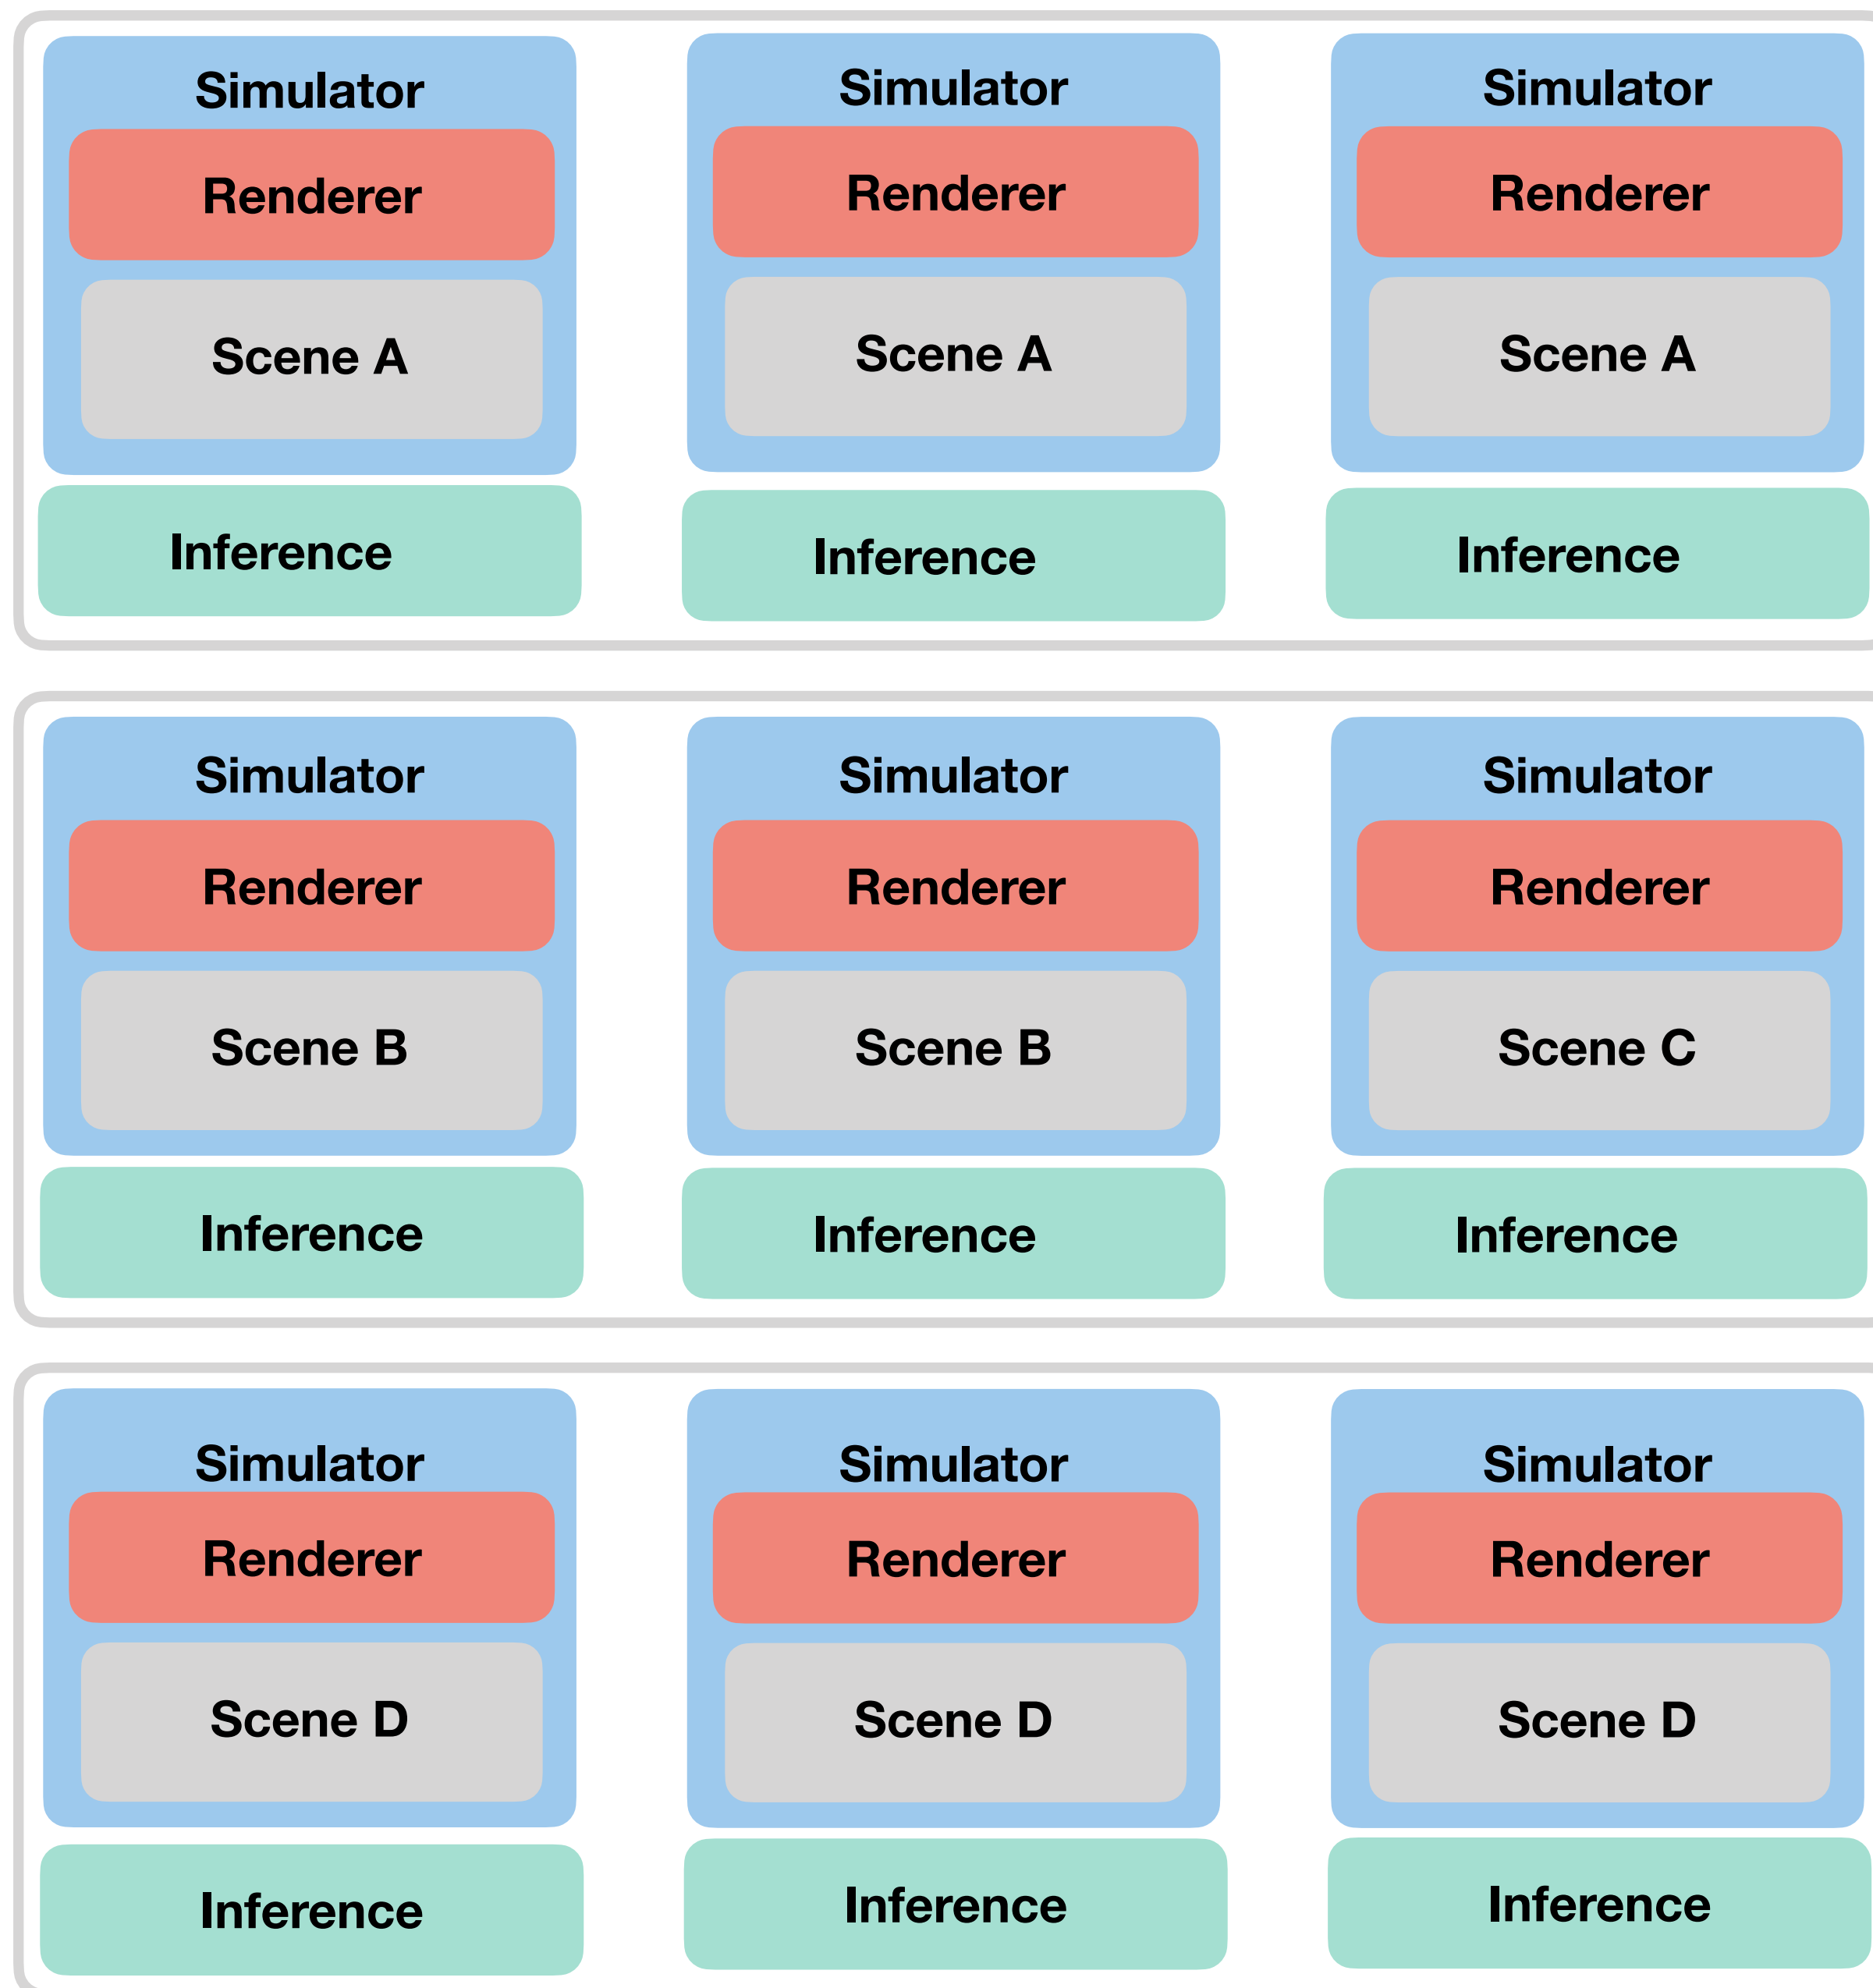 Simulator Simulator Simulator
Renderer Renderer Renderer
Scene A Scene A Scene A
Inference Inference Inference
Simulator Simulator Simulator
Renderer Renderer Renderer
Scene B Scene B Scene C
Inference Inference Inference
Simulator Simulator Simulator
Renderer Renderer Renderer
Scene D Scene D Scene D
Inference Inference Inference